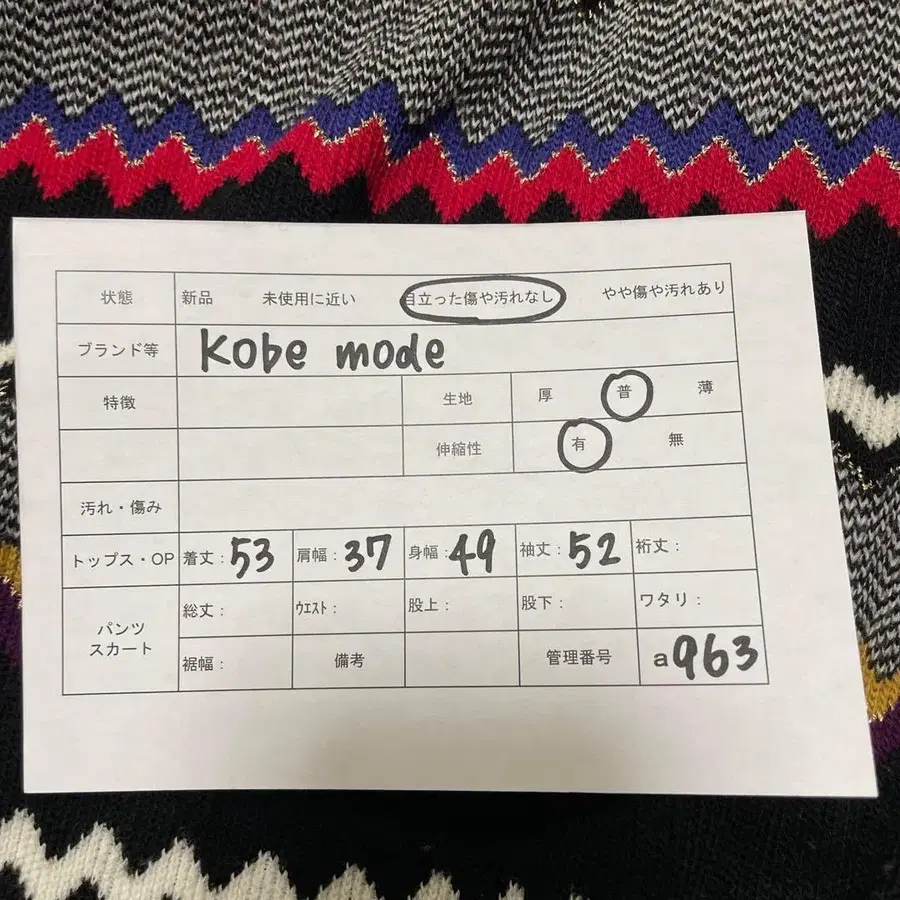 状態 新品 未使用に近い 目立った傷や汚れなし やや傷や汚れあり
ブランド等 Kobe mode
特徴 生地 厚 普 薄
伸縮性 有 無
汚れ・傷み
トップス・OP 着丈：53 肩幅：37 身幅：49 袖丈：52 裄丈：
パンツ スカート 総丈： ウエスト： 股上： 股下： ワタリ：
裾幅： 備考 管理番号 a963